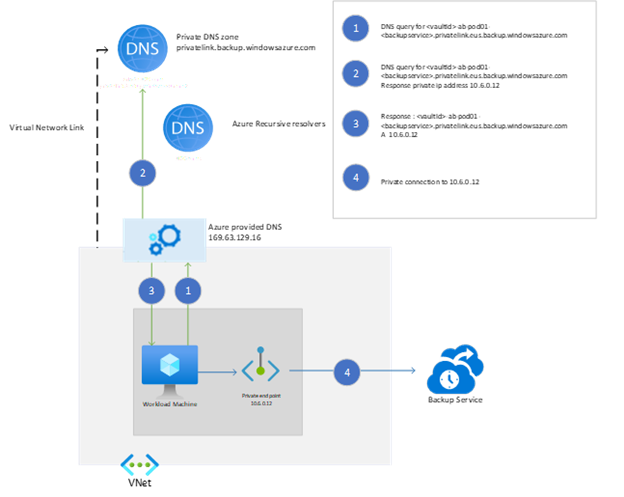 DNS
Private DNS zone
privatelink.backup.windowsazure.com
Virtual Network Link
DNS
Azure Recursive resolvers
2
Azure provided DNS
169.63.129.16
3
1
Workload Machine
Private end point
10.6.0.12
4
Backup Service
VNet
1
DNS query for <vaultId> ab-pod01-
<backupservice>.privatelink.eus.backup.windowsazure.com
2
DNS query for <vaultId> ab-pod01-
<backupservice>.privatelink.eus.backup.windowsazure.com
Response private ip address 10.6.0.12
3
Response : <vaultId> ab-pod01-
<backupservice>.privatelink.eus.backup.windowsazure.com
A 10.6.0.12
4
Private connection to 10.6.0.12